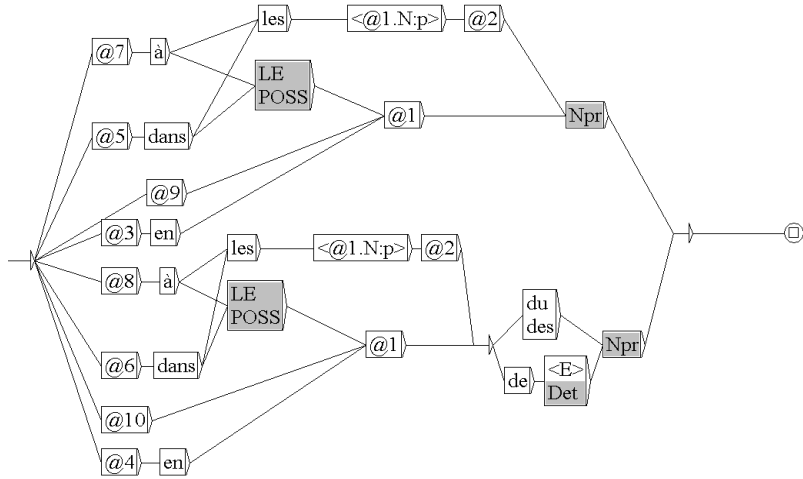 les <@1.N:p> @2
@7 à
LE
POSS
@1 Npr
@5 dans
@9
@3 en
les <@1.N:p> @2
@8 à
LE
POSS
du
des
@1 Npr
@6 dans
<E>
de Det
@10
@4 en